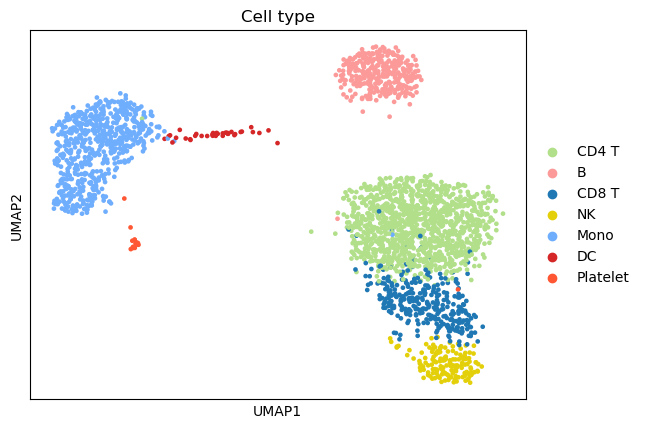 Cell type
UMAP2
UMAP1
CD4 T
B
CD8 T
NK
Mono
DC
Platelet